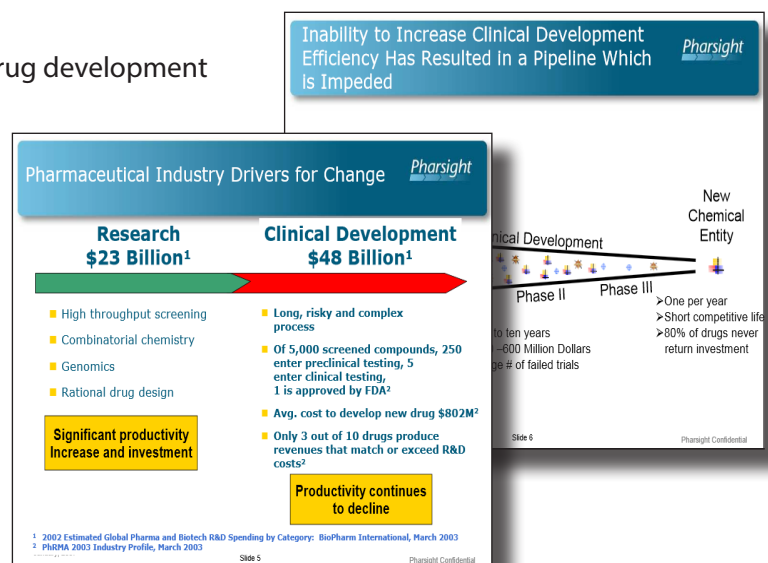 drug development
Inability to Increase Clinical Development
Efficiency Has Resulted in a Pipeline Which
is Impeded
Pharsight
New
Chemical
Entity
Development
Phase II
Phase III
➢One per year
➢Short competitive life
➢80% of drugs never
return investment
to ten years
–600 Million Dollars
# of failed trials
Slide 6
Pharsight Confidential
Pharmaceutical Industry Drivers for Change
Pharsight
Research
$23 Billion¹
■ High throughput screening
■ Combinatorial chemistry
■ Genomics
■ Rational drug design
Significant productivity
Increase and investment
Clinical Development
$48 Billion¹
■ Long, risky and complex
process
■ Of 5,000 screened compounds, 250
enter preclinical testing, 5
enter clinical testing,
1 is approved by FDA²
■ Avg. cost to develop new drug $802M²
■ Only 3 out of 10 drugs produce
revenues that match or exceed R&D
costs²
Productivity continues
to decline
¹ 2002 Estimated Global Pharma and Biotech R&D Spending by Category: BioPharm International, March 2003
² PhRMA 2003 Industry Profile, March 2003
Slide 5
Pharsight Confidential